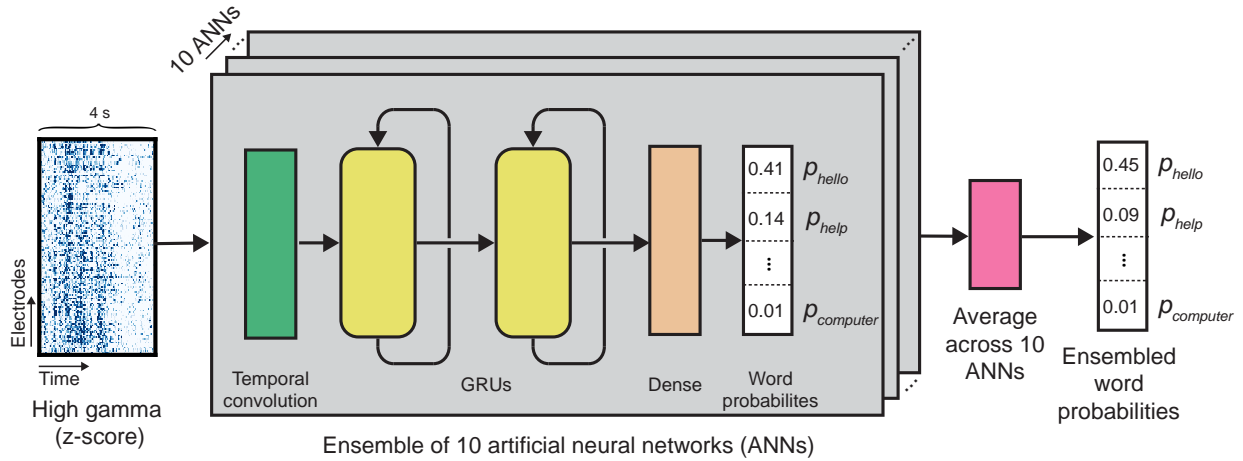 10 ANNs
4 s
Electrodes
Time
High gamma
(z-score)
Temporal
convolution
GRUs
Dense
0.41
0.14
0.01
p_hello
p_help
p_computer
Word
probabilites
Ensemble of 10 artificial neural networks (ANNs)
Average
across 10
ANNs
0.45
0.09
0.01
p_hello
p_help
p_computer
Ensembled
word
probabilities